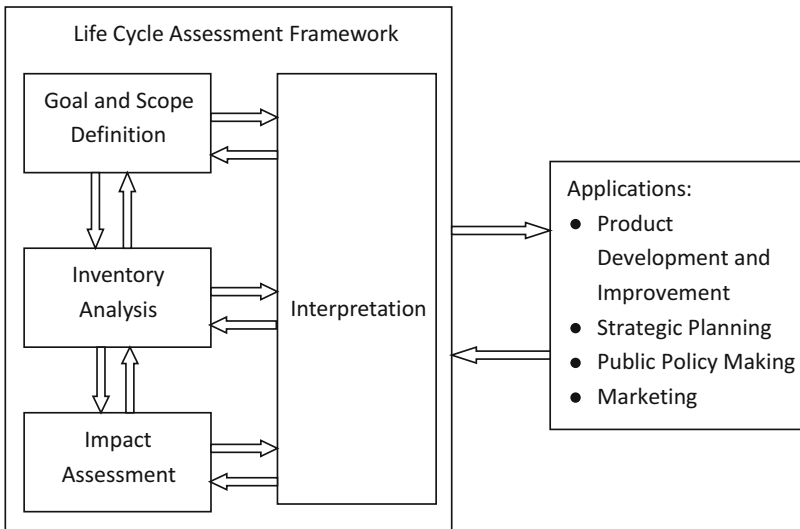 Life Cycle Assessment Framework
Goal and Scope
Definition
Inventory
Analysis
Impact
Assessment
Interpretation
Applications:
● Product
Development and
Improvement
● Strategic Planning
● Public Policy Making
● Marketing